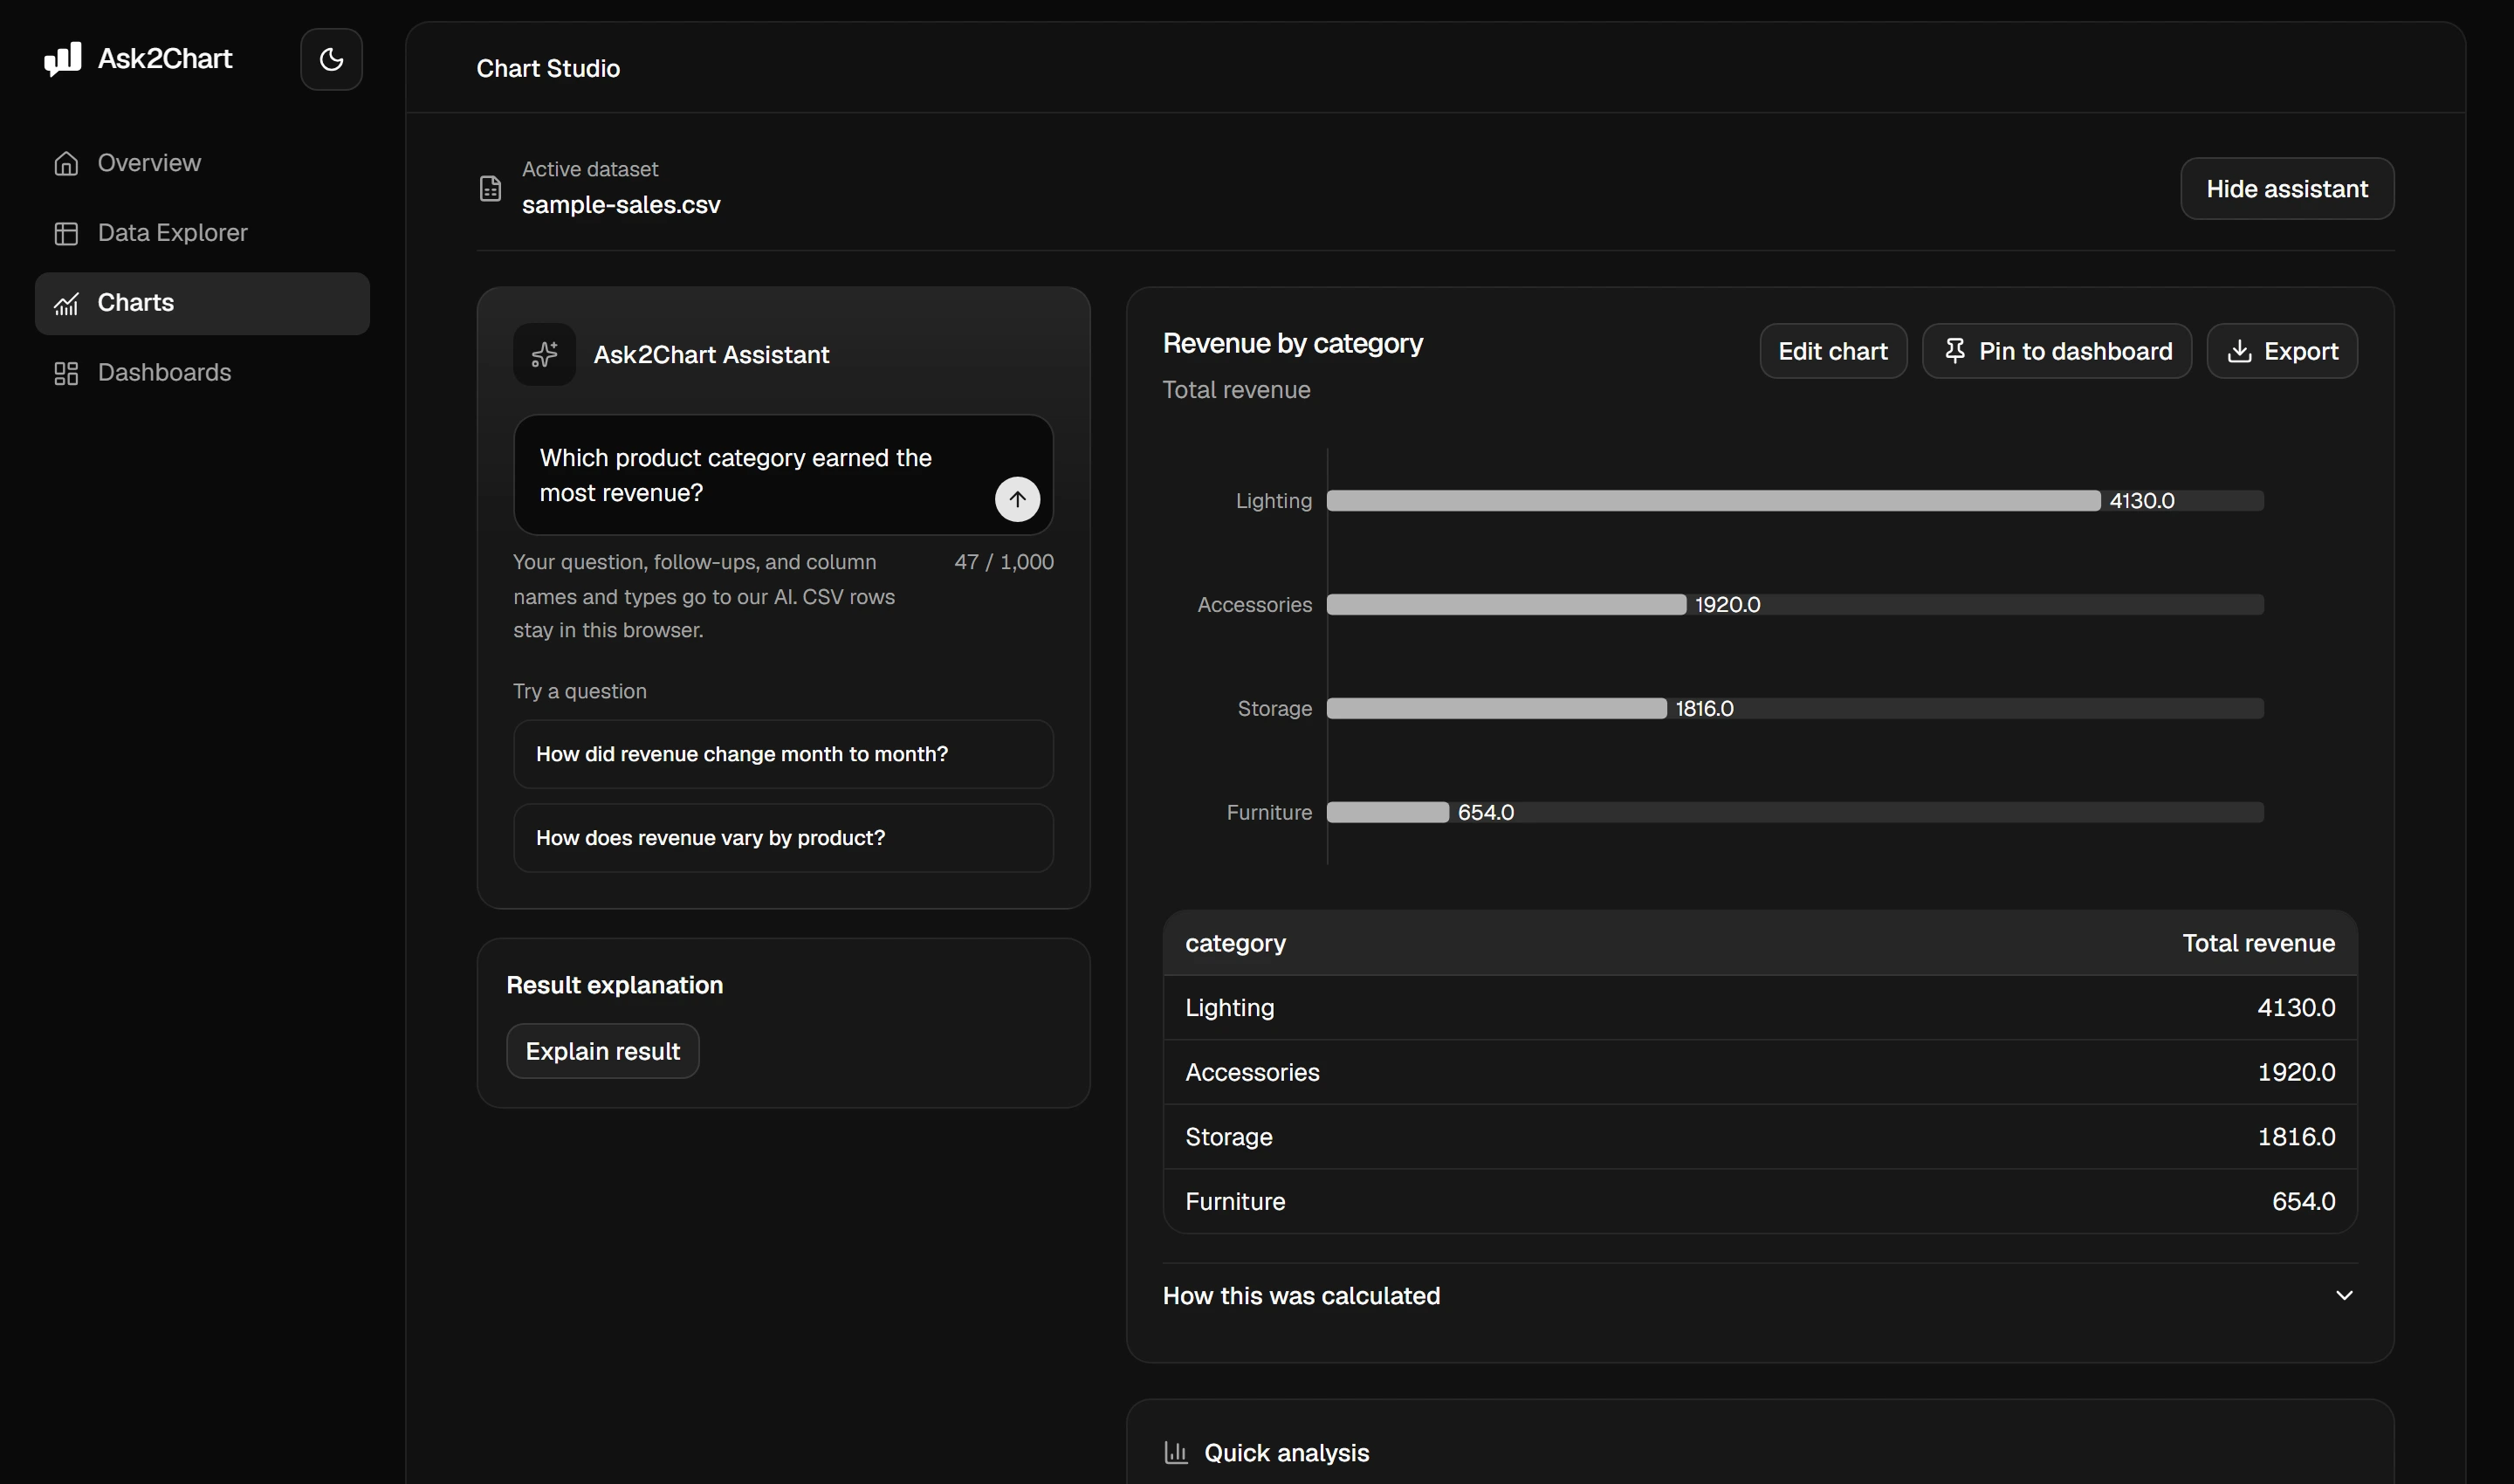 Ask2Chart
Overview
Data Explorer
Charts
Dashboards
Chart Studio
Active dataset
sample-sales.csv
Hide assistant
Ask2Chart Assistant
Which product category earned the
most revenue?
Your question, follow-ups, and column
names and types go to our AI. CSV rows
stay in this browser.
47 / 1,000
Try a question
How did revenue change month to month?
How does revenue vary by product?
Result explanation
Explain result
Revenue by category
Total revenue
Edit chart
Pin to dashboard
Export
Lighting 4130.0
Accessories 1920.0
Storage 1816.0
Furniture 654.0
category Total revenue
Lighting 4130.0
Accessories 1920.0
Storage 1816.0
Furniture 654.0
How this was calculated
Quick analysis